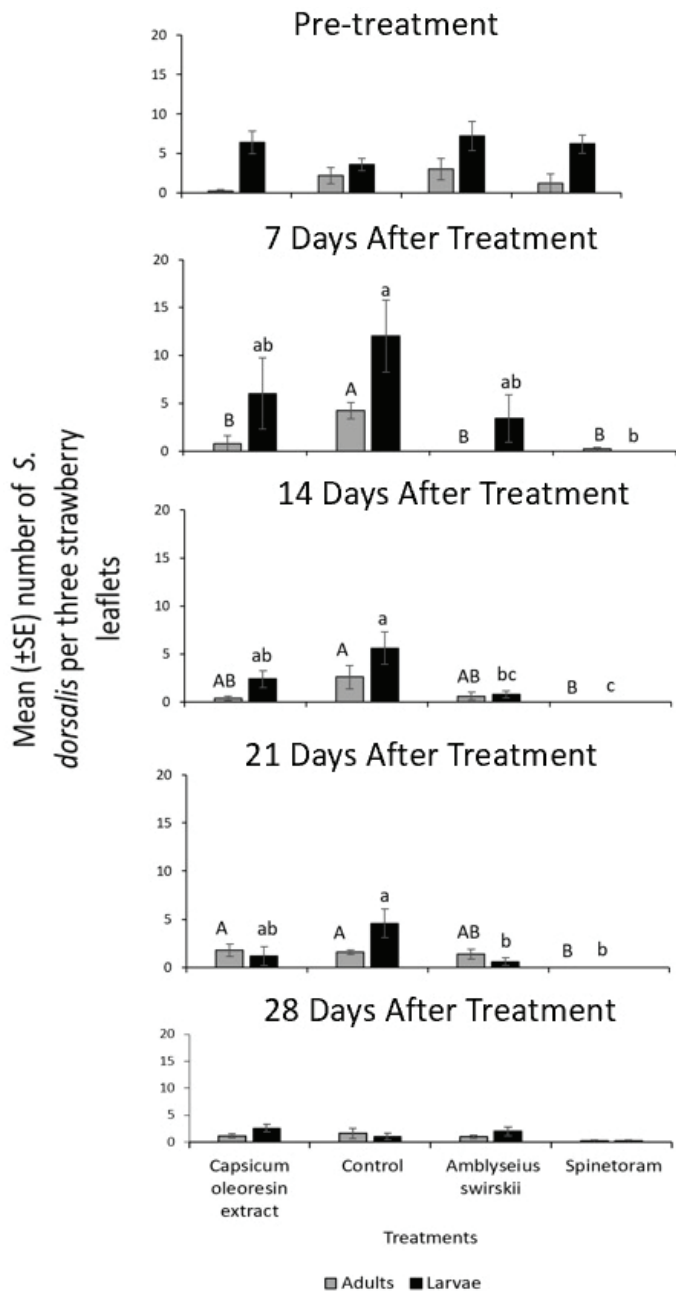 Pre-treatment
20
15
10
5
0
7 Days After Treatment
20
15
10
5
0
B ab A a B ab B b
14 Days After Treatment
20
15
10
5
0
AB ab A a AB bc B c
21 Days After Treatment
20
15
10
5
0
A ab A a AB b B b
28 Days After Treatment
20
15
10
5
0
Mean (±SE) number of S.
dorsalis per three strawberry
leaflets
Capsicum
oleoresin
extract
Control
Amblyseius
swirskii
Spinetoram
Treatments
Adults Larvae